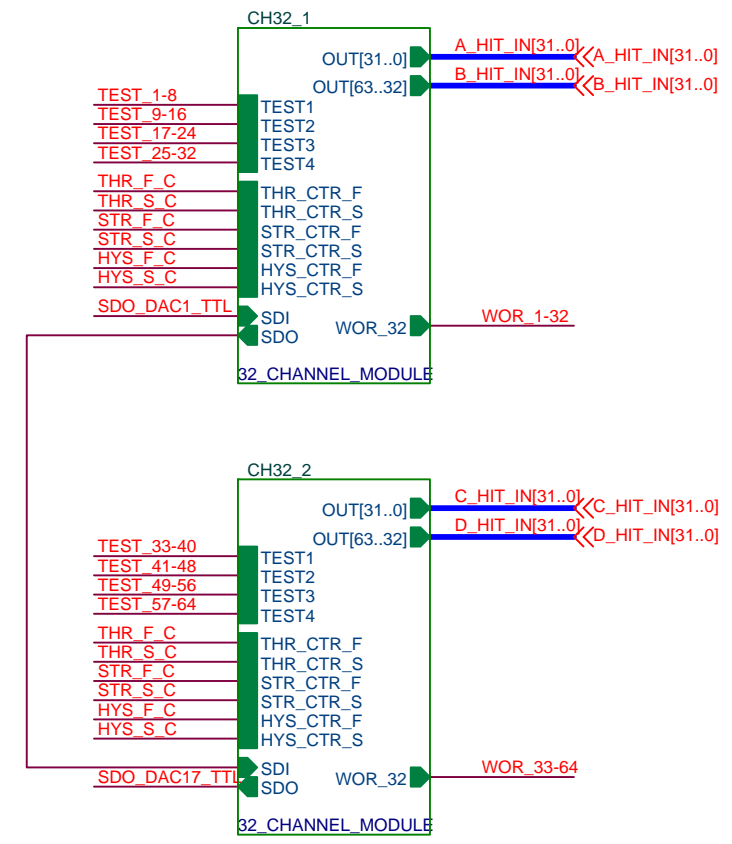 CH32_1
OUT[31..0]
A_HIT_IN[31..0]
A_HIT_IN[31..0]
OUT[63..32]
B_HIT_IN[31..0]
B_HIT_IN[31..0]
TEST_1-8
TEST1
TEST_9-16
TEST2
TEST_17-24
TEST3
TEST_25-32
TEST4
THR_F_C
THR_CTR_F
THR_S_C
THR_CTR_S
STR_F_C
STR_CTR_F
STR_S_C
STR_CTR_S
HYS_F_C
HYS_CTR_F
HYS_S_C
HYS_CTR_S
SDO_DAC1_TTL
SDI
SDO
WOR_32
WOR_1-32
32_CHANNEL_MODULE
CH32_2
OUT[31..0]
C_HIT_IN[31..0]
C_HIT_IN[31..0]
OUT[63..32]
D_HIT_IN[31..0]
D_HIT_IN[31..0]
TEST_33-40
TEST1
TEST_41-48
TEST2
TEST_49-56
TEST3
TEST_57-64
TEST4
THR_F_C
THR_CTR_F
THR_S_C
THR_CTR_S
STR_F_C
STR_CTR_F
STR_S_C
STR_CTR_S
HYS_F_C
HYS_CTR_F
HYS_S_C
HYS_CTR_S
SDI
SDO_DAC17_TTL
SDO
WOR_32
WOR_33-64
32_CHANNEL_MODULE